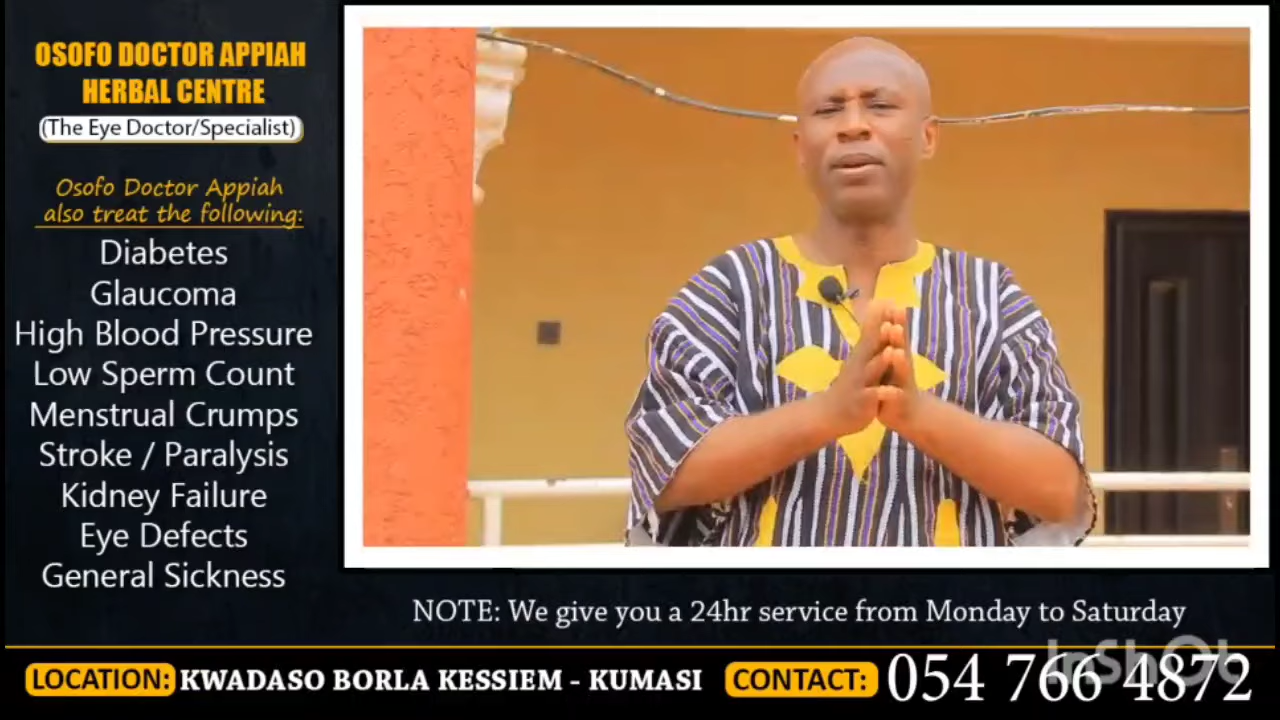 OSOFO DOCTOR APPIAH
HERBAL CENTRE
(The Eye Doctor/Specialist)
Osofo Doctor Appiah
also treat the following:
Diabetes
Glaucoma
High Blood Pressure
Low Sperm Count
Menstrual Crumps
Stroke / Paralysis
Kidney Failure
Eye Defects
General Sickness
NOTE: We give you a 24hr service from Monday to Saturday
LOCATION: KWADASO BORLA KESSIEM - KUMASI
CONTACT: 054 766 4872
InShOt